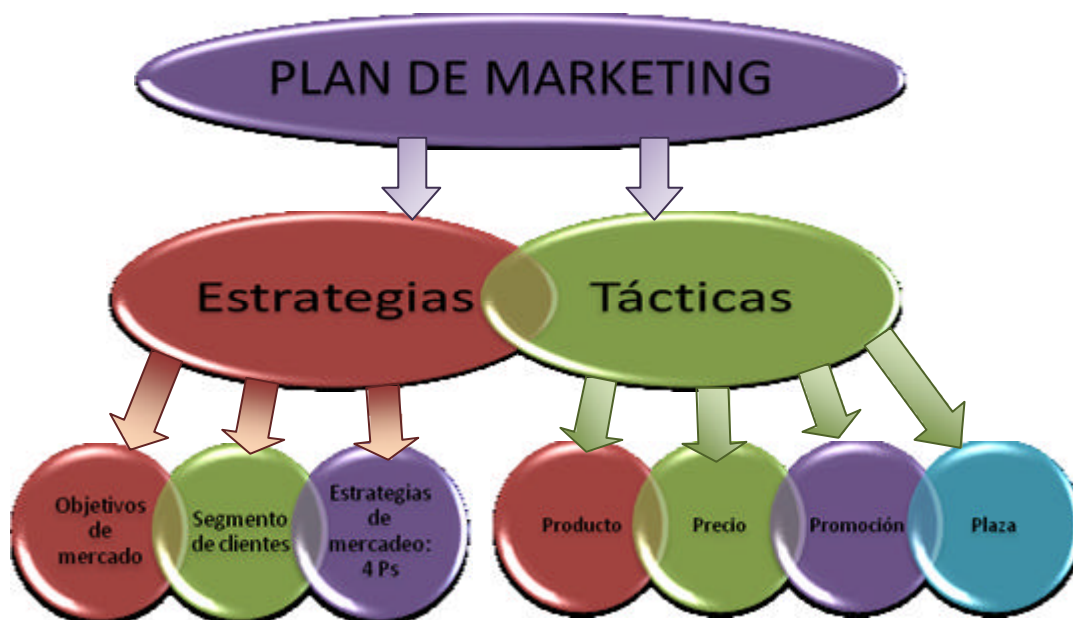 PLAN DE MARKETING
Estrategias
Tácticas
Objetivos
de
mercado
Segmento
de clientes
Estrategias
de
mercadeo:
4 Ps
Producto
Precio
Promoción
Plaza